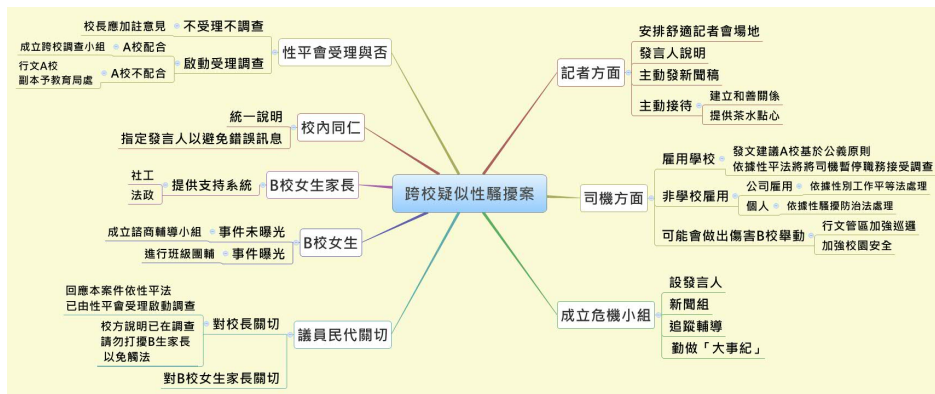 跨校疑似性騷擾案
性平會受理與否
不受理不調查
校長應加註意見
啟動受理調查
A校配合
成立跨校調查小組
A校不配合
行文A校
副本予教育局處
校內同仁
統一說明
指定發言人以避免錯誤訊息
B校女生家長
提供支持系統
社工
法政
B校女生
事件未曝光
成立諮商輔導小組
事件曝光
進行班級團輔
議員民代關切
對校長關切
回應本案件依性平法
已由性平會受理啟動調查
校方說明已在調查
請勿打擾B生家長
以免觸法
對B校女生家長關切
記者方面
安排舒適記者會場地
發言人說明
主動發新聞稿
主動接待
建立和善關係
提供茶水點心
司機方面
雇用學校
發文建議A校基於公義原則
依據性平法將將司機暫停職務接受調查
非學校雇用
公司雇用
依據性別工作平等法處理
個人
依據性騷擾防治法處理
可能會做出傷害B校舉動
行文管區加強巡邏
加強校園安全
成立危機小組
設發言人
新聞組
追蹤輔導
勤做「大事紀」